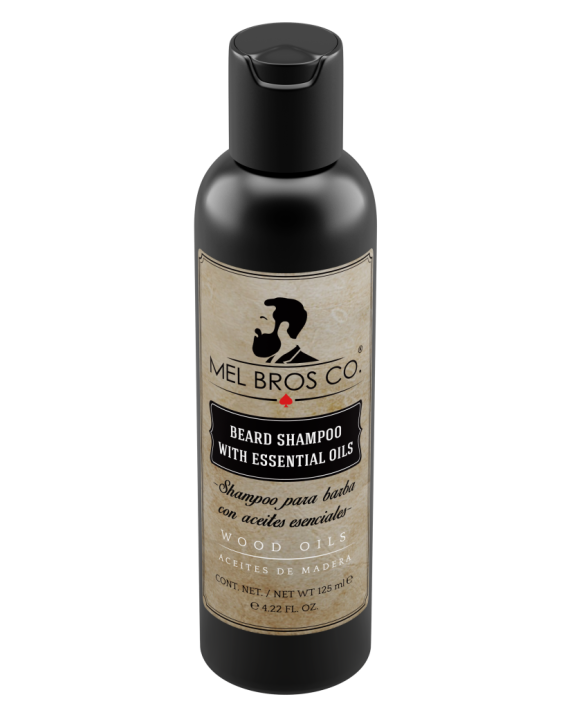 MEL BROS CO.®
BEARD SHAMPOO
WITH ESSENTIAL OILS
-Shampoo para barba
con aceites esenciales-
WOOD OILS
ACEITES DE MADERA
CONT. NET. / NET WT 125 ml ℮
℮ 4.22 FL. OZ.